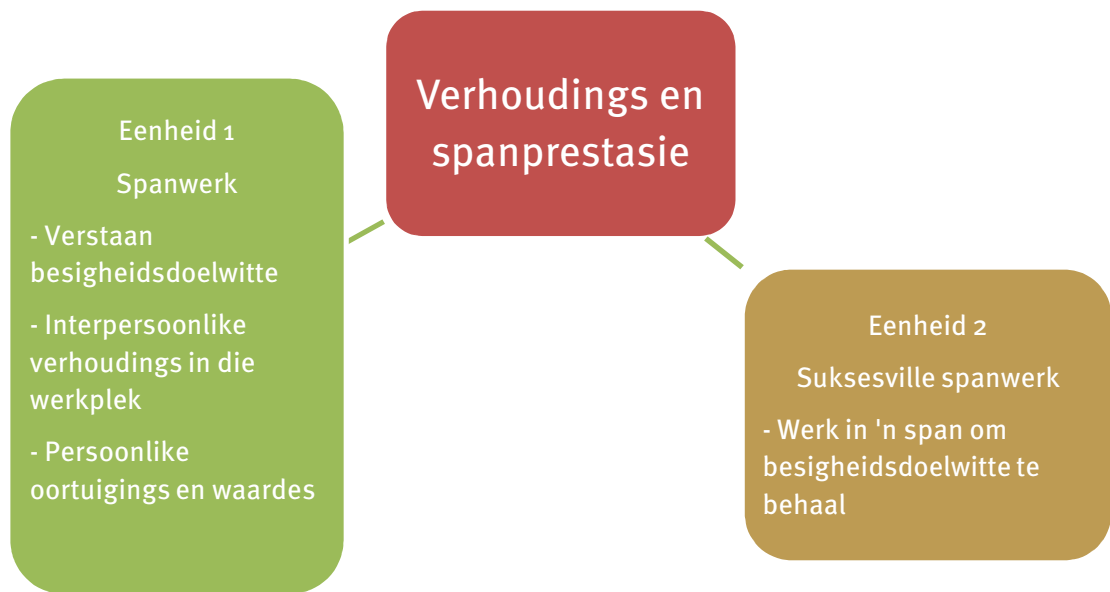 Verhoudings en
spanprestasie
Eenheid 1
Spanwerk
- Verstaan
besigheidsdoelwitte
- Interpersoonlike
verhoudings in die
werkplek
- Persoonlike
oortuigings en waardes
Eenheid 2
Suksesville spanwerk
- Werk in 'n span om
besigheidsdoelwitte te
behaal